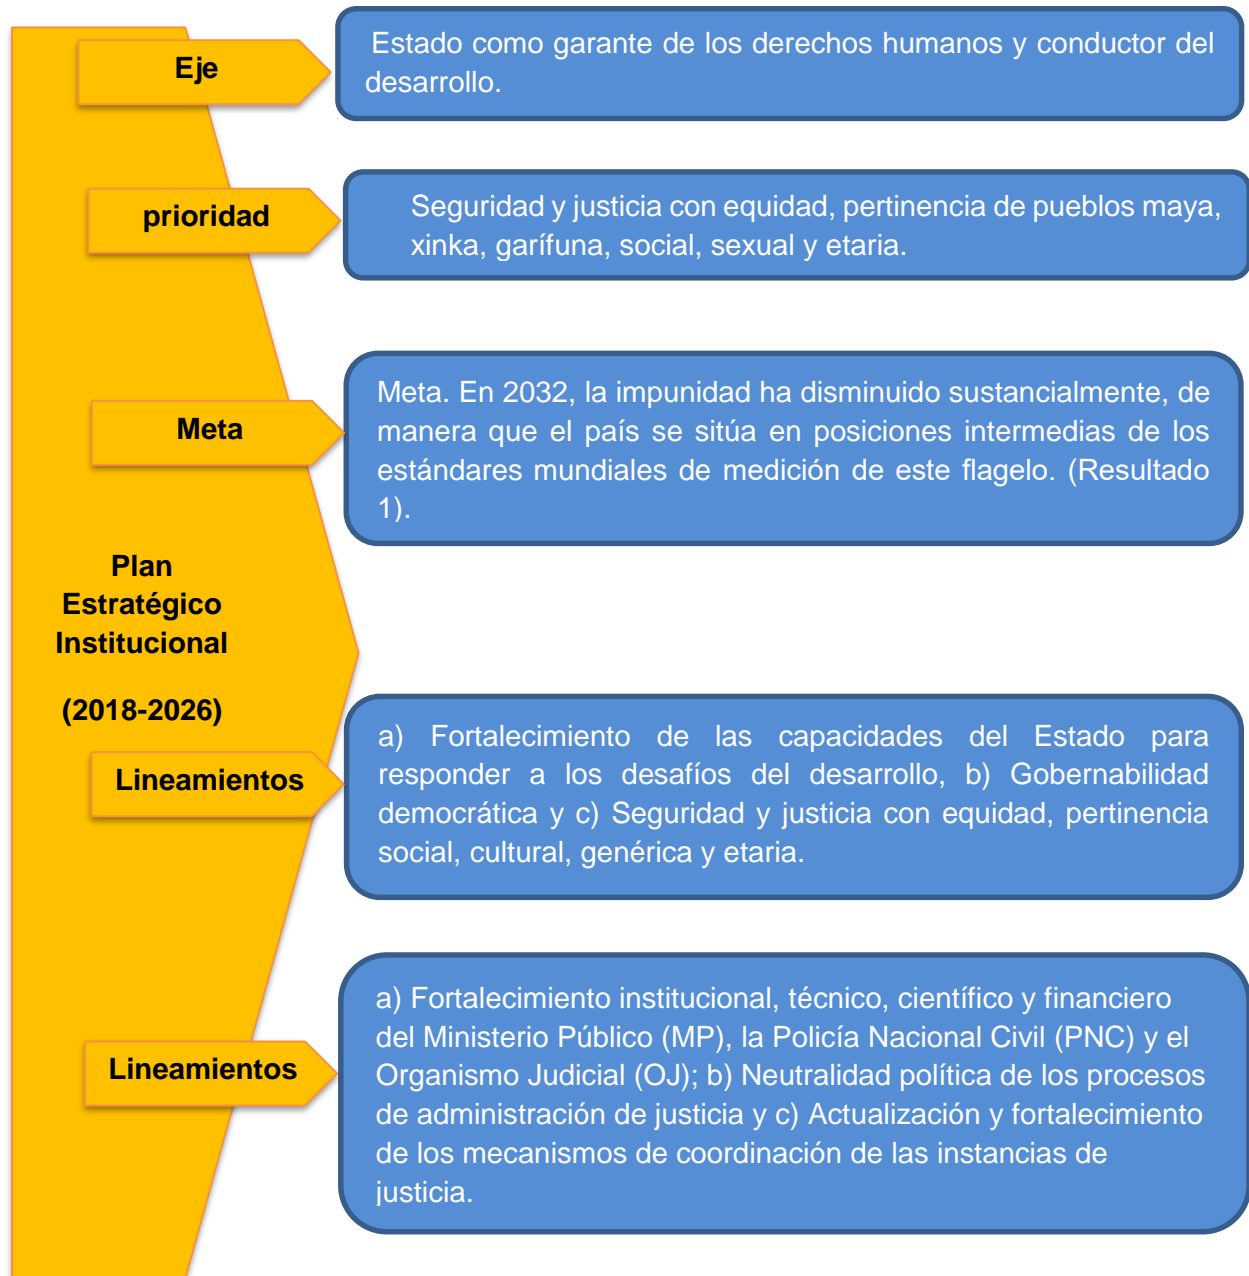 Eje
Estado como garante de los derechos humanos y conductor del
desarrollo.
prioridad
Seguridad y justicia con equidad, pertinencia de pueblos maya,
xinka, garífuna, social, sexual y etaria.
Meta
Meta. En 2032, la impunidad ha disminuido sustancialmente, de
manera que el país se sitúa en posiciones intermedias de los
estándares mundiales de medición de este flagelo. (Resultado
1).
Plan
Estratégico
Institucional
(2018-2026)
Lineamientos
a) Fortalecimiento de las capacidades del Estado para
responder a los desafíos del desarrollo, b) Gobernabilidad
democrática y c) Seguridad y justicia con equidad, pertinencia
social, cultural, genérica y etaria.
Lineamientos
a) Fortalecimiento institucional, técnico, científico y financiero
del Ministerio Público (MP), la Policía Nacional Civil (PNC) y el
Organismo Judicial (OJ); b) Neutralidad política de los procesos
de administración de justicia y c) Actualización y fortalecimiento
de los mecanismos de coordinación de las instancias de
justicia.